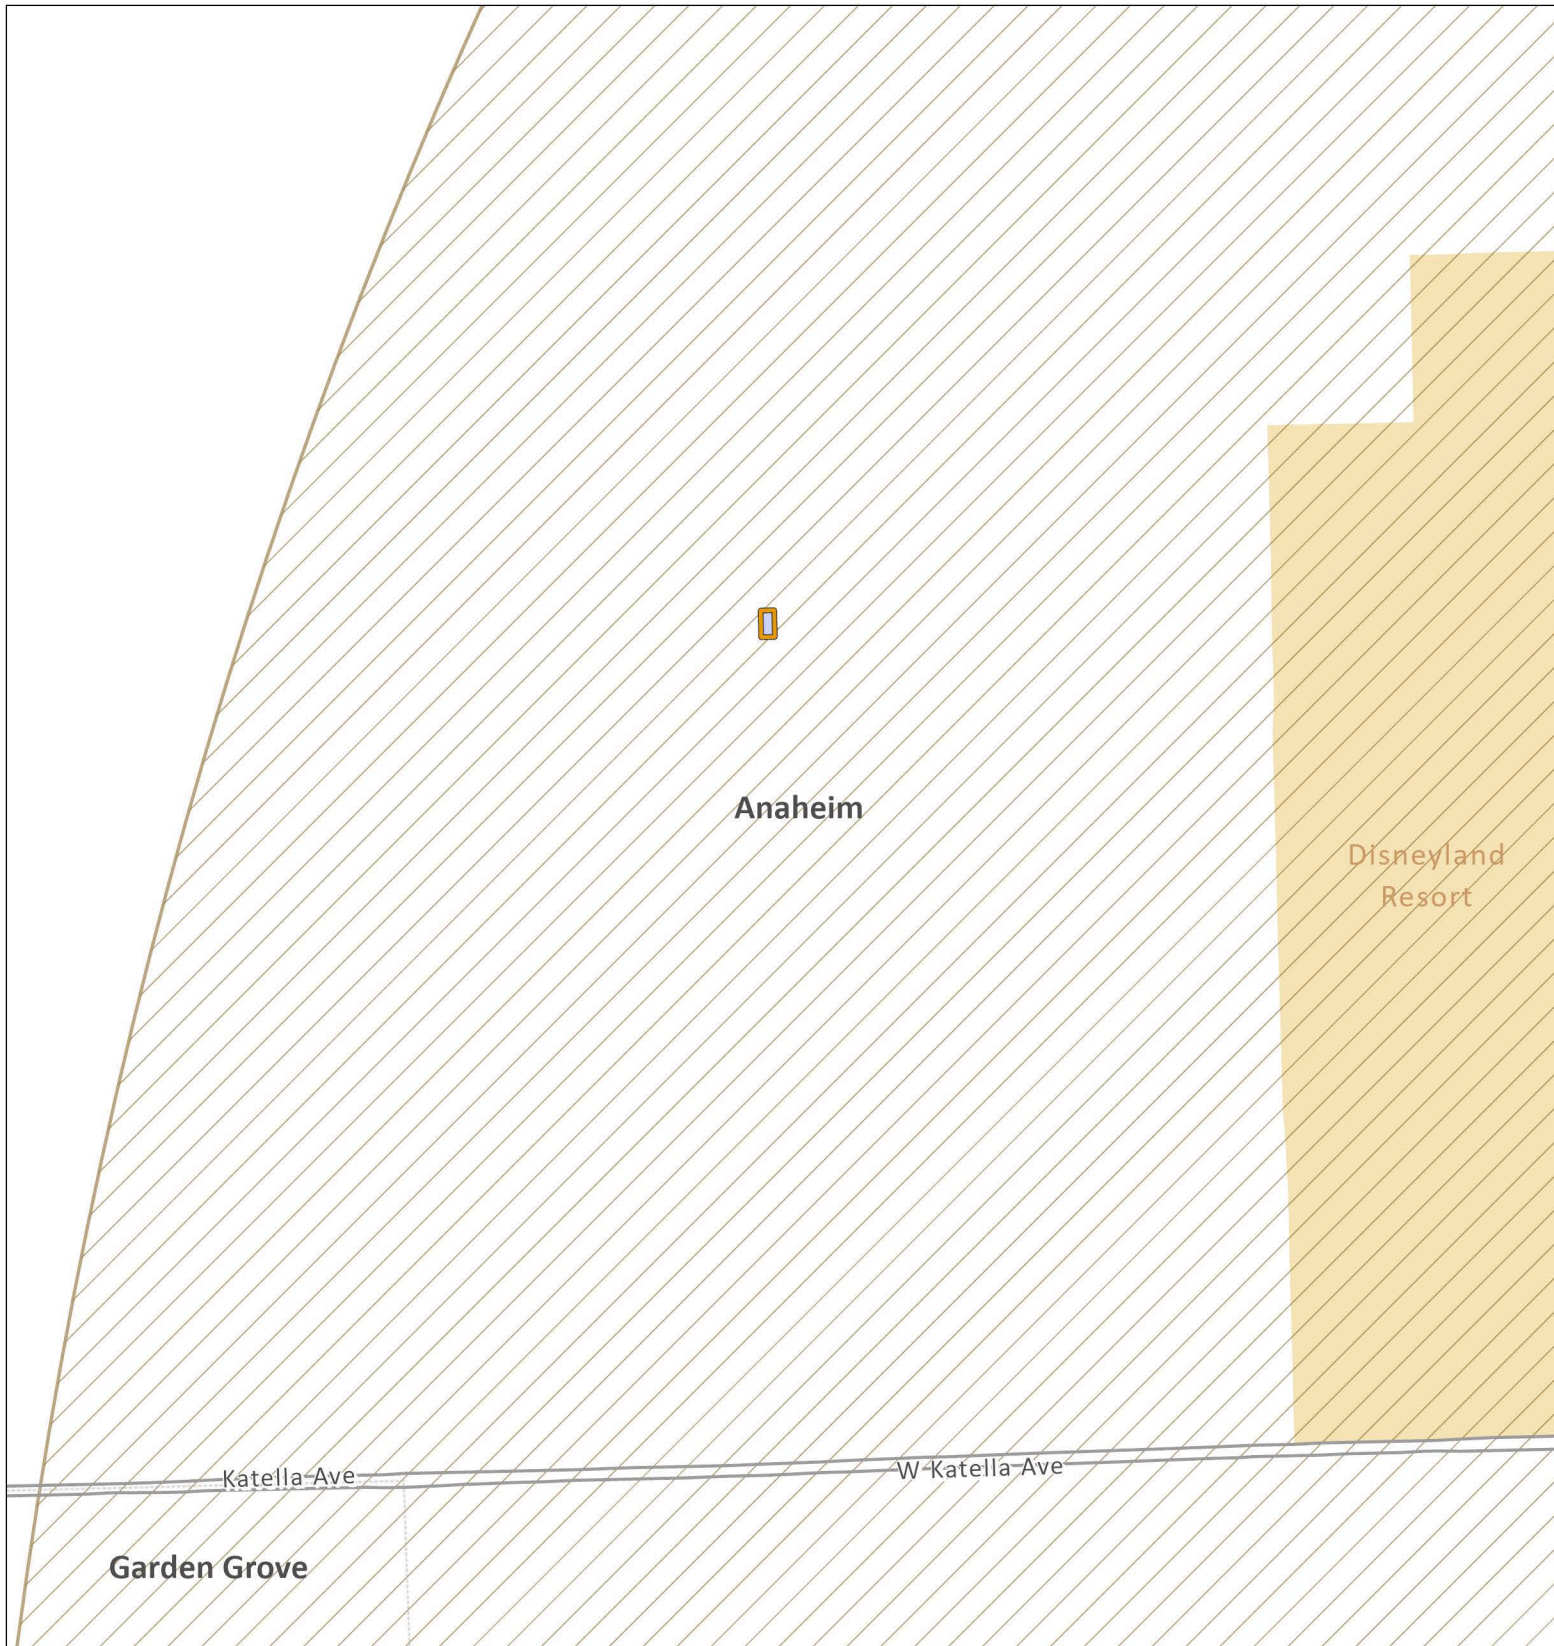 Anaheim
Disneyland
Resort
Katella Ave
W Katella Ave
Garden Grove